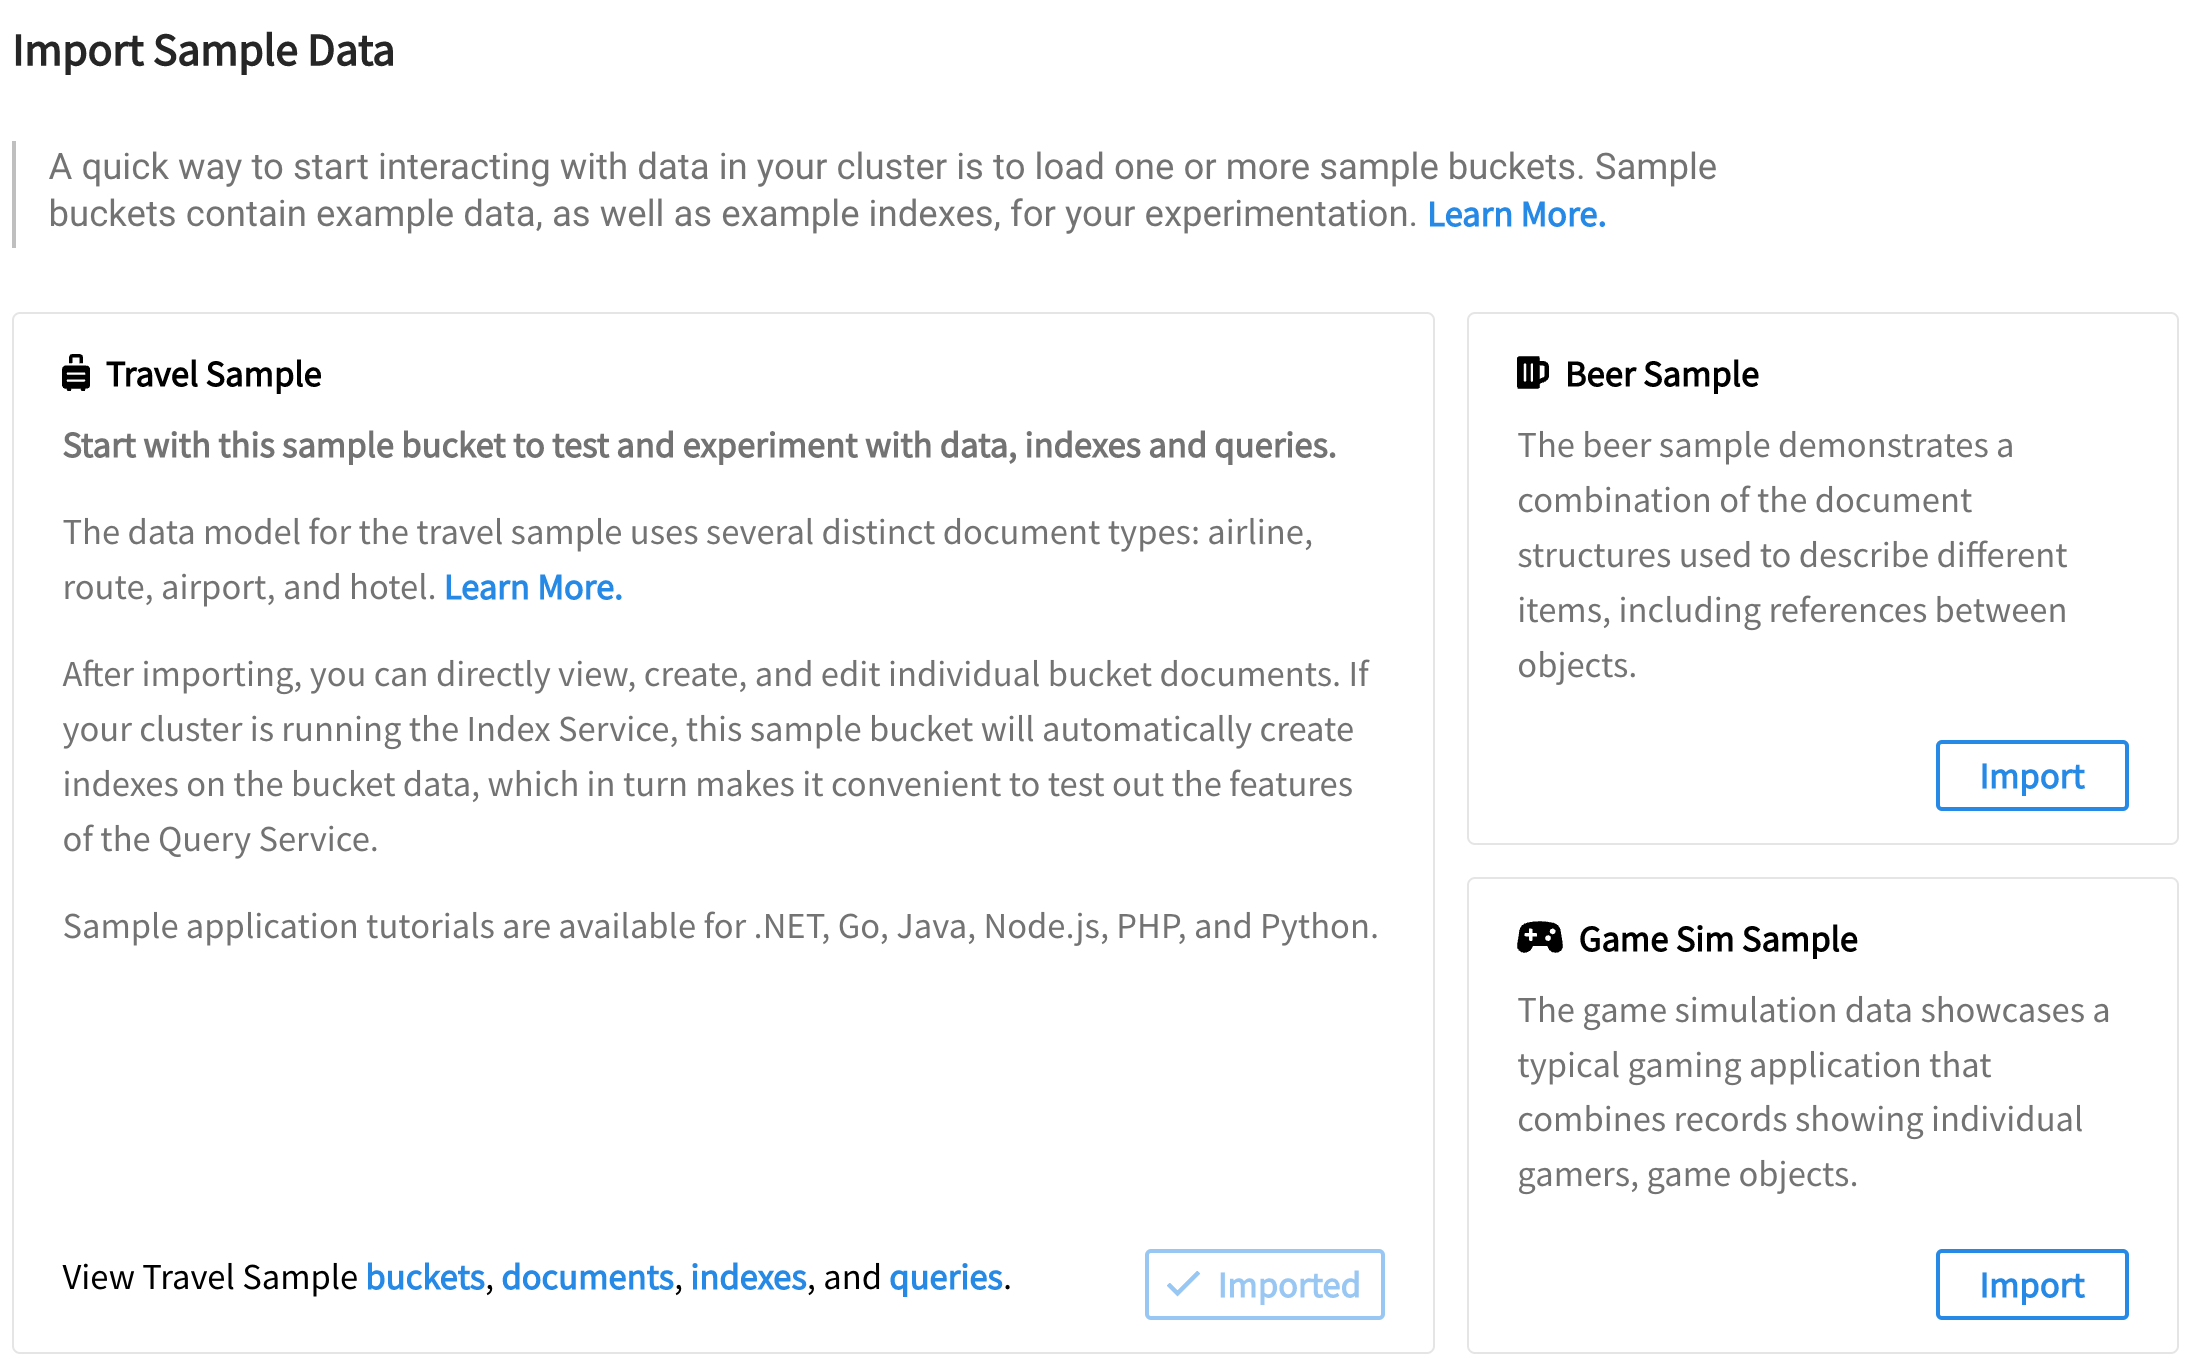 Import Sample Data
A quick way to start interacting with data in your cluster is to load one or more sample buckets. Sample
buckets contain example data, as well as example indexes, for your experimentation. Learn More.
Travel Sample
Start with this sample bucket to test and experiment with data, indexes and queries.
The data model for the travel sample uses several distinct document types: airline,
route, airport, and hotel. Learn More.
After importing, you can directly view, create, and edit individual bucket documents. If
your cluster is running the Index Service, this sample bucket will automatically create
indexes on the bucket data, which in turn makes it convenient to test out the features
of the Query Service.
Sample application tutorials are available for .NET, Go, Java, Node.js, PHP, and Python.
View Travel Sample buckets, documents, indexes, and queries.
Imported
Beer Sample
The beer sample demonstrates a
combination of the document
structures used to describe different
items, including references between
objects.
Import
Game Sim Sample
The game simulation data showcases a
typical gaming application that
combines records showing individual
gamers, game objects.
Import